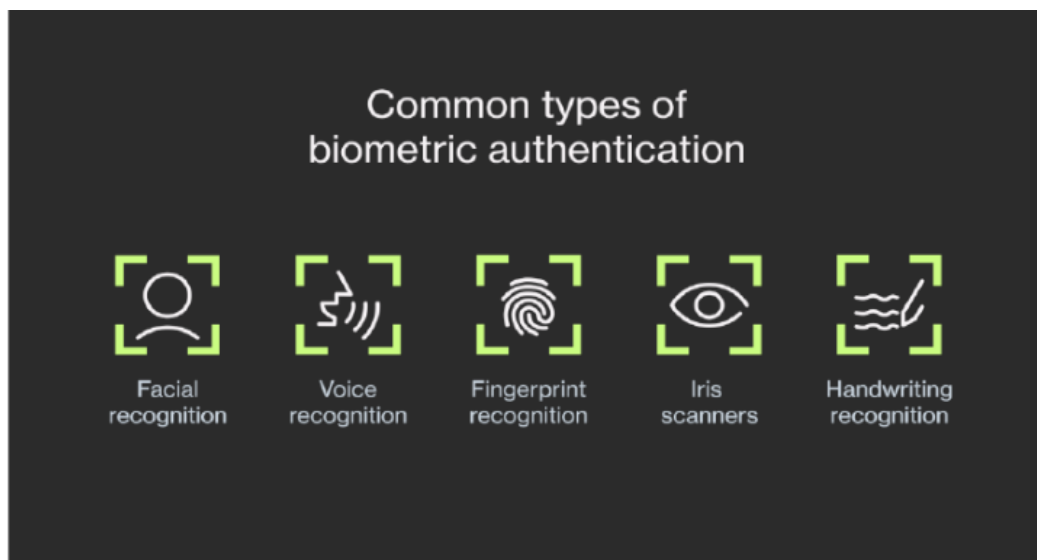 Common types of
biometric authentication
Facial
recognition
Voice
recognition
Fingerprint
recognition
Iris
scanners
Handwriting
recognition